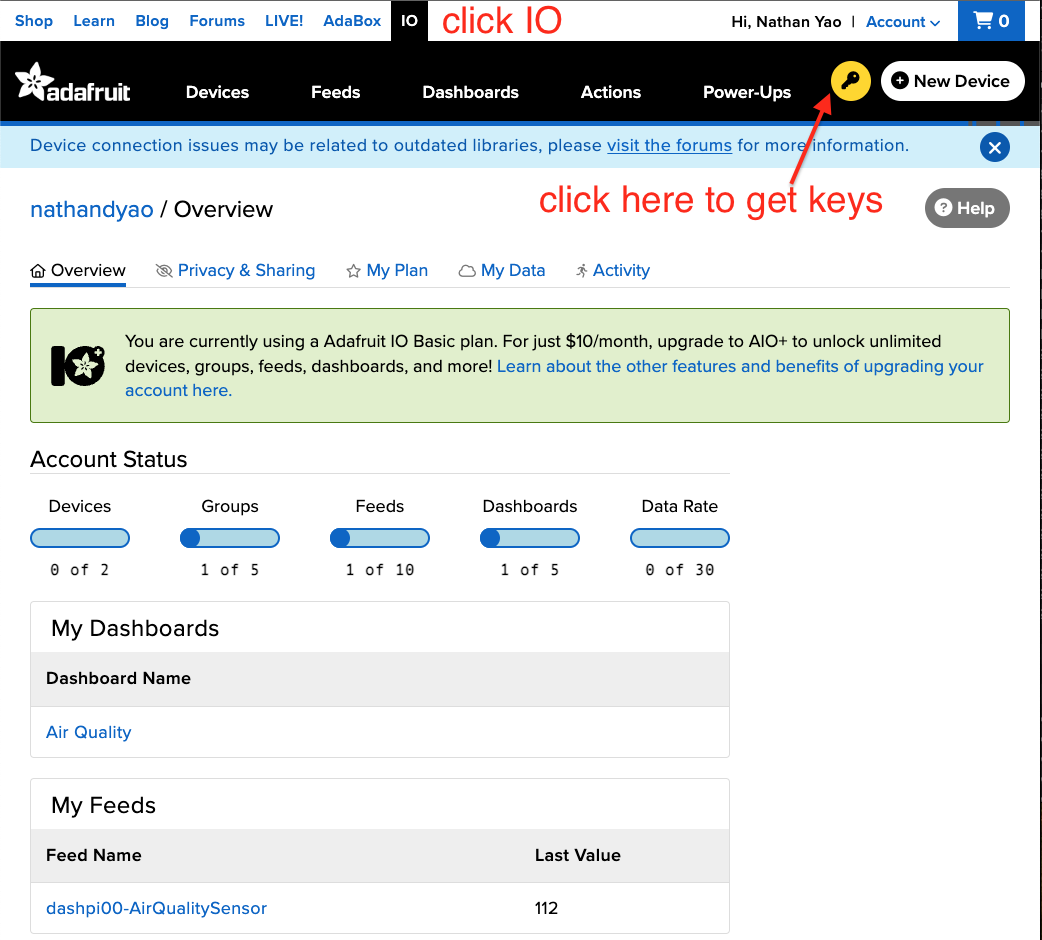 Shop Learn Blog Forums LIVE! AdaBox IO click IO Hi, Nathan Yao | Account 0
adafruit Devices Feeds Dashboards Actions Power-Ups New Device
Device connection issues may be related to outdated libraries, please visit the forums for more information.
click here to get keys
nathandyao / Overview ? Help
Overview Privacy & Sharing My Plan My Data Activity
You are currently using a Adafruit IO Basic plan. For just $10/month, upgrade to AIO+ to unlock unlimited
IO devices, groups, feeds, dashboards, and more! Learn about the other features and benefits of upgrading your
account here.
Account Status
Devices Groups Feeds Dashboards Data Rate
0 of 2 1 of 5 1 of 10 1 of 5 0 of 30
My Dashboards
Dashboard Name
Air Quality
My Feeds
Feed Name Last Value
dashpi00-AirQualitySensor 112